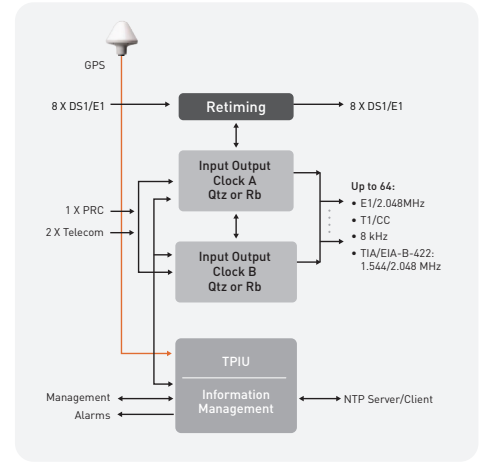 GPS
8 X DS1/E1
Retiming
8 X DS1/E1
Input Output
Clock A
Qtz or Rb
1 X PRC
2 X Telecom
Up to 64:
• E1/2.048MHz
• T1/CC
• 8 kHz
• TIA/EIA-B-422:
1.544/2.048 MHz
Input Output
Clock B
Qtz or Rb
TPIU
Information
Management
Management
Alarms
NTP Server/Client